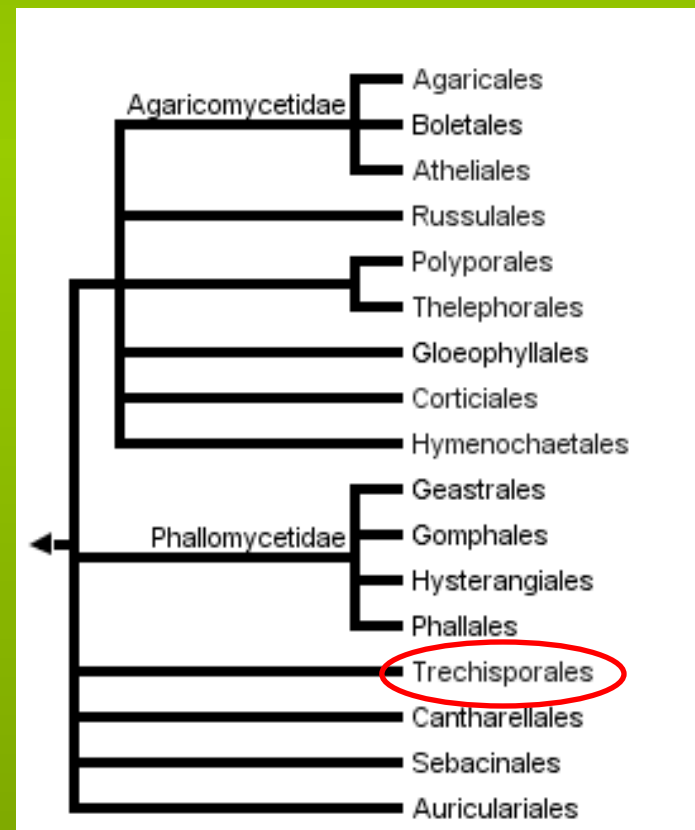 Agaricales
Agaricomycetidae
Boletales
Atheliales
Russulales
Polyporales
Thelephorales
Gloeophyllales
Corticiales
Hymenochaetales
Geastrales
Phallomycetidae
Gomphales
Hysterangiales
Phallales
Trechisporales
Cantharellales
Sebacinales
Auriculariales